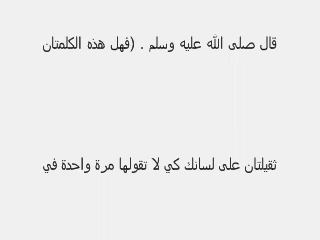 قال صلى الله عليه وسلم . (فهل هذه الكلمتان
ثقيلتان على لسانك كي لا تقولها مرة واحدة في